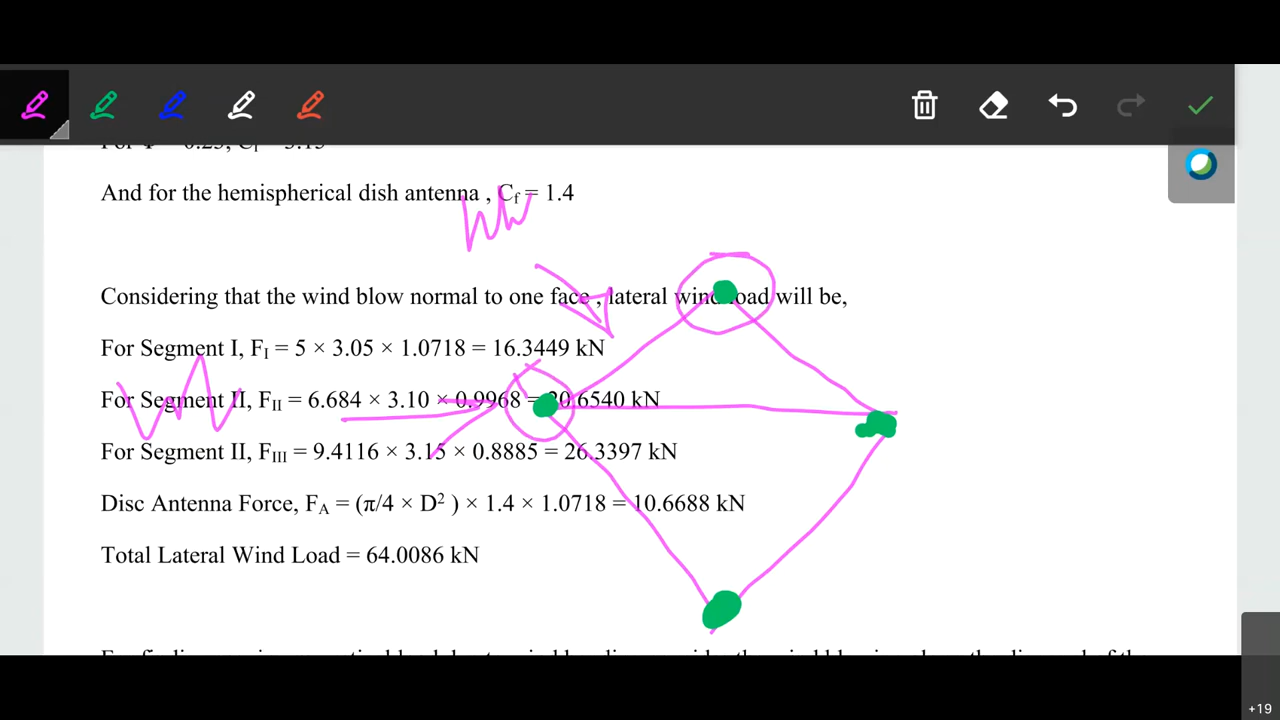 And for the hemispherical dish antenna , Cf = 1.4
Considering that the wind blow normal to one face , lateral wind load will be,
For Segment I, FI = 5 × 3.05 × 1.0718 = 16.3449 kN
For Segment II, FII = 6.684 × 3.10 × 0.9968 = 20.6540 kN
For Segment II, FIII = 9.4116 × 3.15 × 0.8885 = 26.3397 kN
Disc Antenna Force, FA = (π/4 × D² ) × 1.4 × 1.0718 = 10.6688 kN
Total Lateral Wind Load = 64.0086 kN
+19